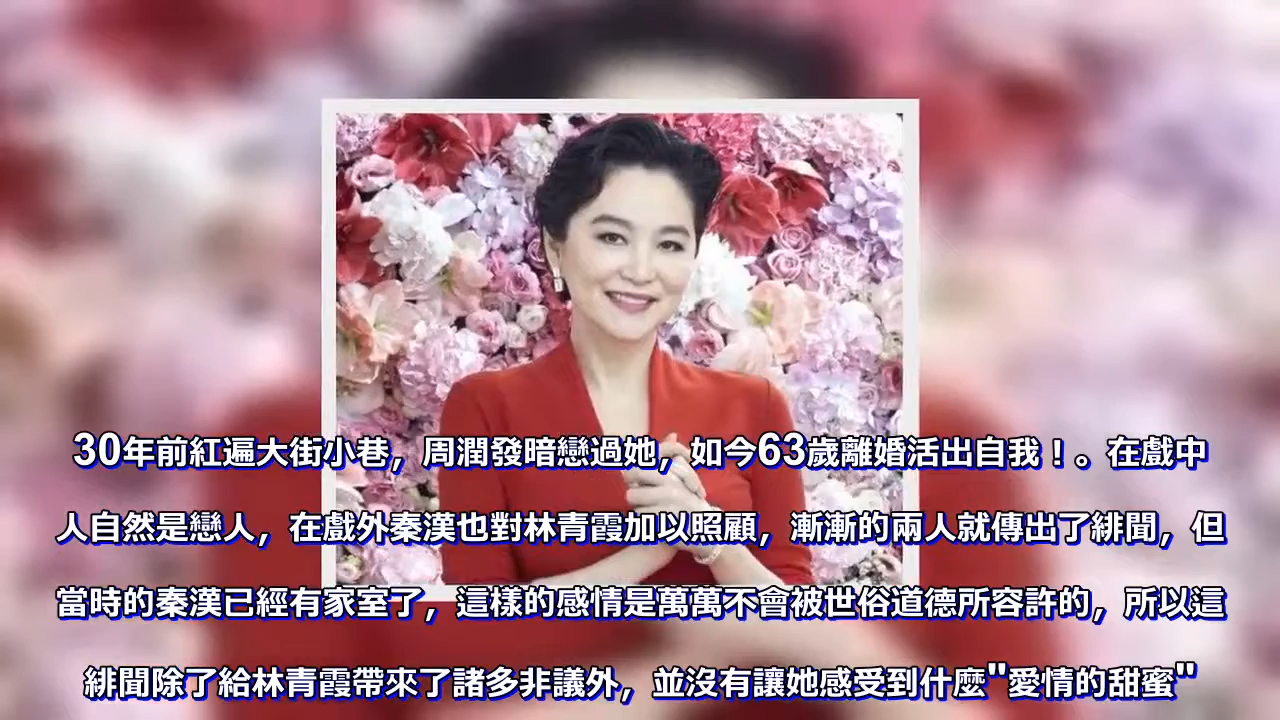 30年前紅遍大街小巷，周潤發暗戀過她，如今63歲離婚活出自我！。在戲中
人自然是戀人，在戲外秦漢也對林青霞加以照顧，漸漸的兩人就傳出了緋聞，但
當時的秦漢已經有家室了，這樣的感情是萬萬不會被世俗道德所容許的，所以這
緋聞除了給林青霞帶來了諸多非議外，並沒有讓她感受到什麼"愛情的甜蜜"